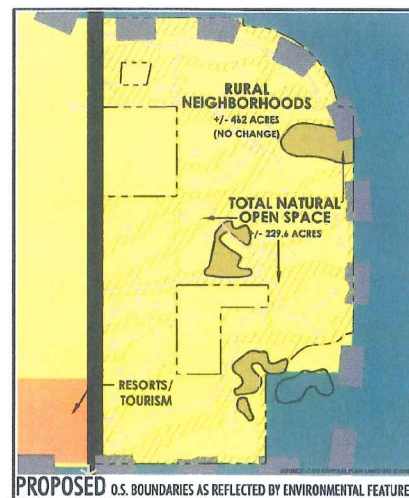 RURAL
NEIGHBORHOODS
+/- 462 ACRES
(NO CHANGE)
TOTAL NATURAL
OPEN SPACE
+/- 229.6 ACRES
RESORTS/
TOURISM
PROPOSED O.S. BOUNDARIES AS REFLECTED BY ENVIRONMENTAL FEATURE